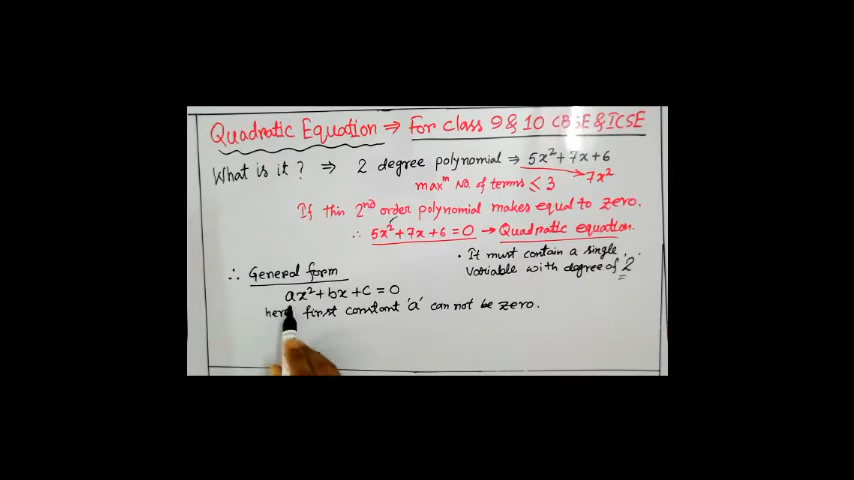 Quadratic Equation ⇒ For class 9 & 10 CBSE & ICSE
What is it? ⇒ 2 degree polynomial ⇒ 5x²+7x+6
maxᵐ No. of terms ≤ 3 7x²
If this 2nd order polynomial makes equal to zero.
∴ 5x²+7x+6=0 → Quadratic equation.
• It must contain a single
variable with degree of 2.
∴ General form
ax²+bx+c=0
here first constant 'a' can not be zero.